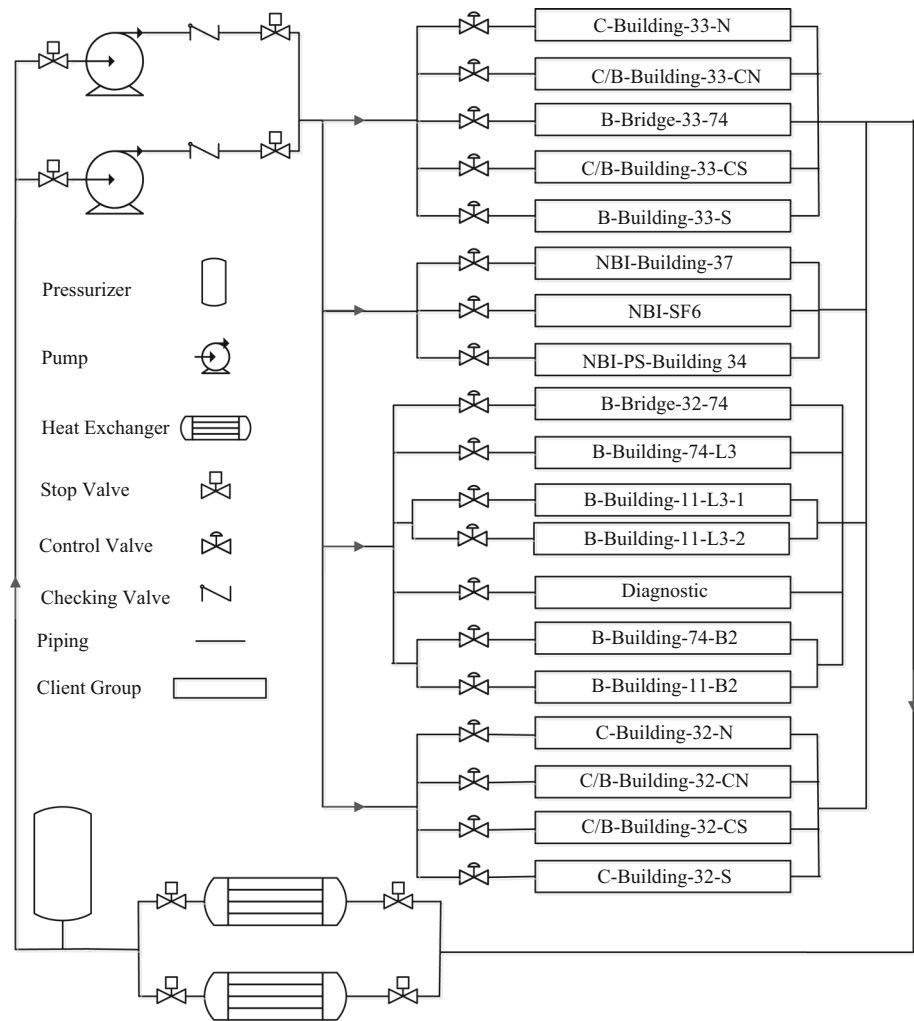 C-Building-33-N
C/B-Building-33-CN
B-Bridge-33-74
C/B-Building-33-CS
B-Building-33-S
NBI-Building-37
NBI-SF6
NBI-PS-Building 34
B-Bridge-32-74
B-Building-74-L3
B-Building-11-L3-1
B-Building-11-L3-2
Diagnostic
B-Building-74-B2
B-Building-11-B2
C-Building-32-N
C/B-Building-32-CN
C/B-Building-32-CS
C-Building-32-S
Pressurizer
Pump
Heat Exchanger
Stop Valve
Control Valve
Checking Valve
Piping
Client Group